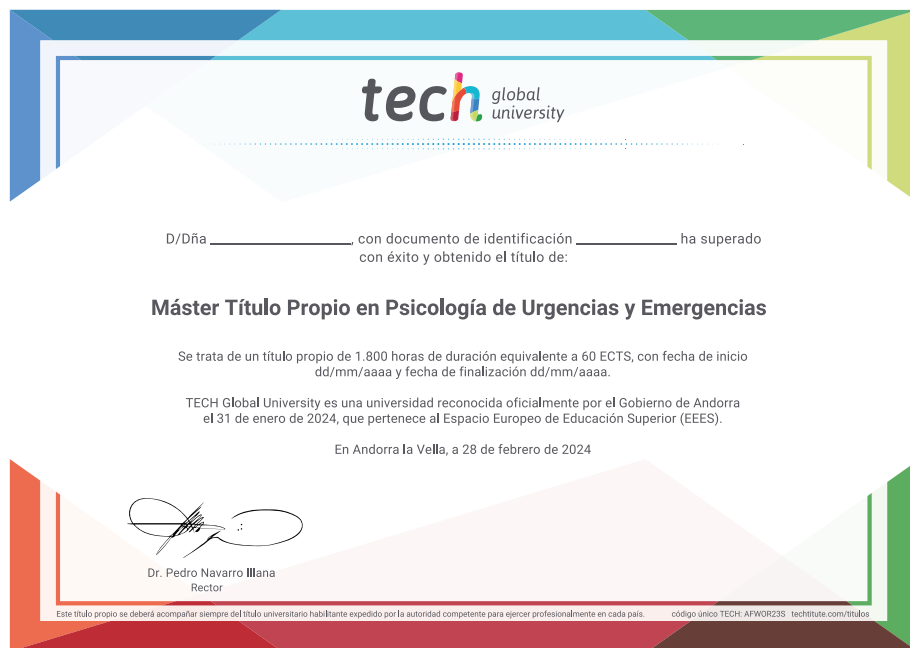 tech global
university
D/Dña ____________, con documento de identificación ____________ ha superado
con éxito y obtenido el título de:
Máster Título Propio en Psicología de Urgencias y Emergencias
Se trata de un título propio de 1.800 horas de duración equivalente a 60 ECTS, con fecha de inicio
dd/mm/aaaa y fecha de finalización dd/mm/aaaa.
TECH Global University es una universidad reconocida oficialmente por el Gobierno de Andorra
el 31 de enero de 2024, que pertenece al Espacio Europeo de Educación Superior (EEES).
En Andorra la Vella, a 28 de febrero de 2024
Dr. Pedro Navarro Illana
Rector
Este título propio se deberá acompañar siempre del título universitario habilitante expedido por la autoridad competente para ejercer profesionalmente en cada país. código único TECH: AFWOR23S techtitute.com/titulos